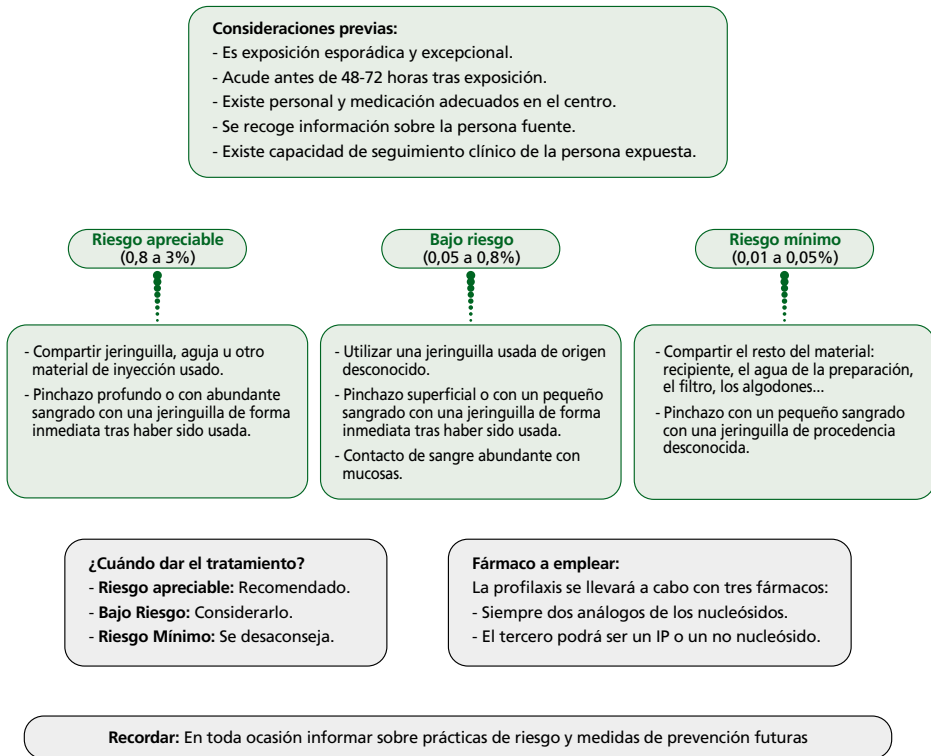 Consideraciones previas:
- Es exposición esporádica y excepcional.
- Acude antes de 48-72 horas tras exposición.
- Existe personal y medicación adecuados en el centro.
- Se recoge información sobre la persona fuente.
- Existe capacidad de seguimiento clínico de la persona expuesta.
Riesgo apreciable
(0,8 a 3%)
- Compartir jeringuilla, aguja u otro
material de inyección usado.
- Pinchazo profundo o con abundante
sangrado con una jeringuilla de forma
inmediata tras haber sido usada.
Bajo riesgo
(0,05 a 0,8%)
- Utilizar una jeringuilla usada de origen
desconocido.
- Pinchazo superficial o con un pequeño
sangrado con una jeringuilla de forma
inmediata tras haber sido usada.
- Contacto de sangre abundante con
mucosas.
Riesgo mínimo
(0,01 a 0,05%)
- Compartir el resto del material:
recipiente, el agua de la preparación,
el filtro, los algodones...
- Pinchazo con un pequeño sangrado
con una jeringuilla de procedencia
desconocida.
¿Cuándo dar el tratamiento?
- Riesgo apreciable: Recomendado.
- Bajo Riesgo: Considerarlo.
- Riesgo Mínimo: Se desaconseja.
Fármaco a emplear:
La profilaxis se llevará a cabo con tres fármacos:
- Siempre dos análogos de los nucleósidos.
- El tercero podrá ser un IP o un no nucleósido.
Recordar: En toda ocasión informar sobre prácticas de riesgo y medidas de prevención futuras